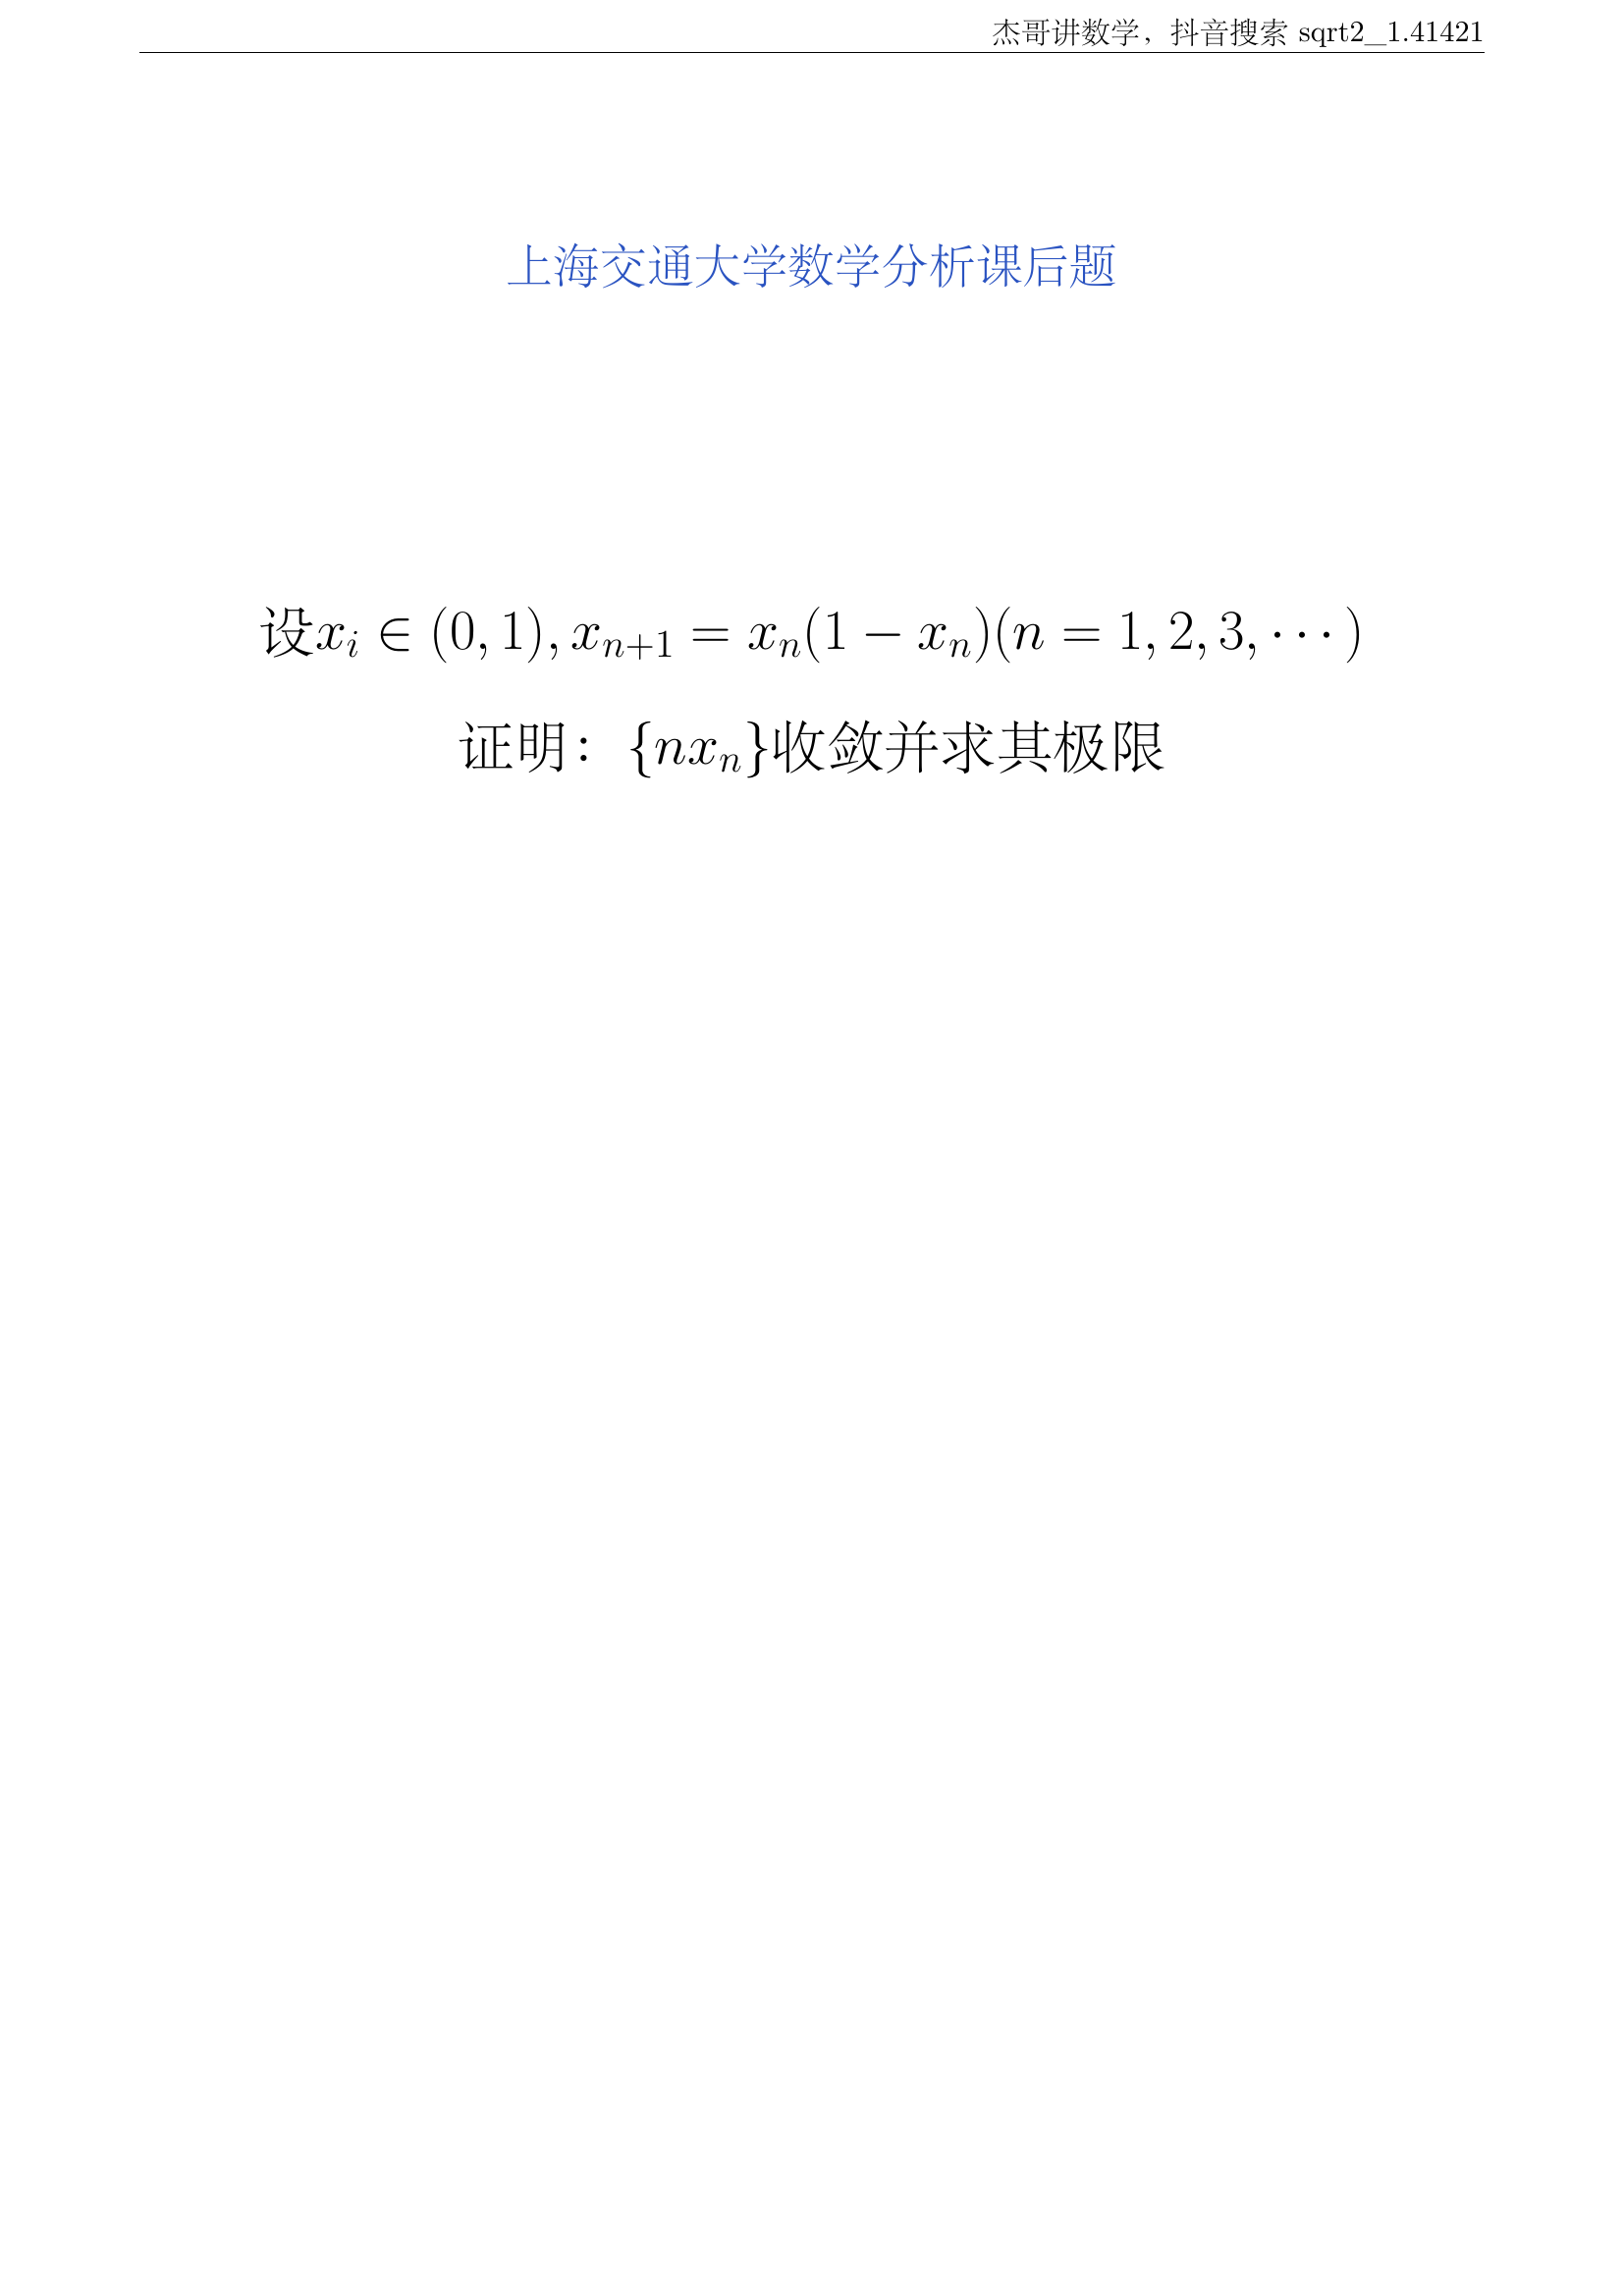 杰哥讲数学，抖音搜索 sqrt2_1.41421
上海交通大学数学分析课后题
设$x_i \in (0,1), x_{n+1} = x_n(1 - x_n)(n = 1,2,3,\cdots)$
证明：$\{nx_n\}$收敛并求其极限